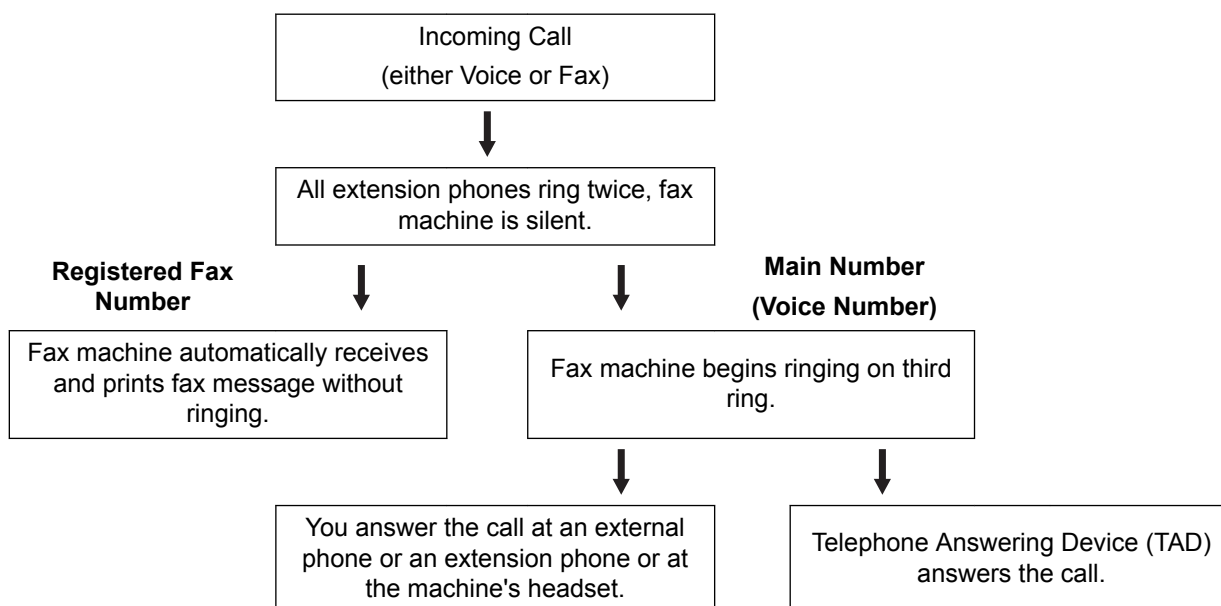 Incoming Call
(either Voice or Fax)
All extension phones ring twice, fax
machine is silent.
Registered Fax
Number
Main Number
(Voice Number)
Fax machine automatically receives
and prints fax message without
ringing.
Fax machine begins ringing on third
ring.
You answer the call at an external
phone or an extension phone or at
the machine's headset.
Telephone Answering Device (TAD)
answers the call.